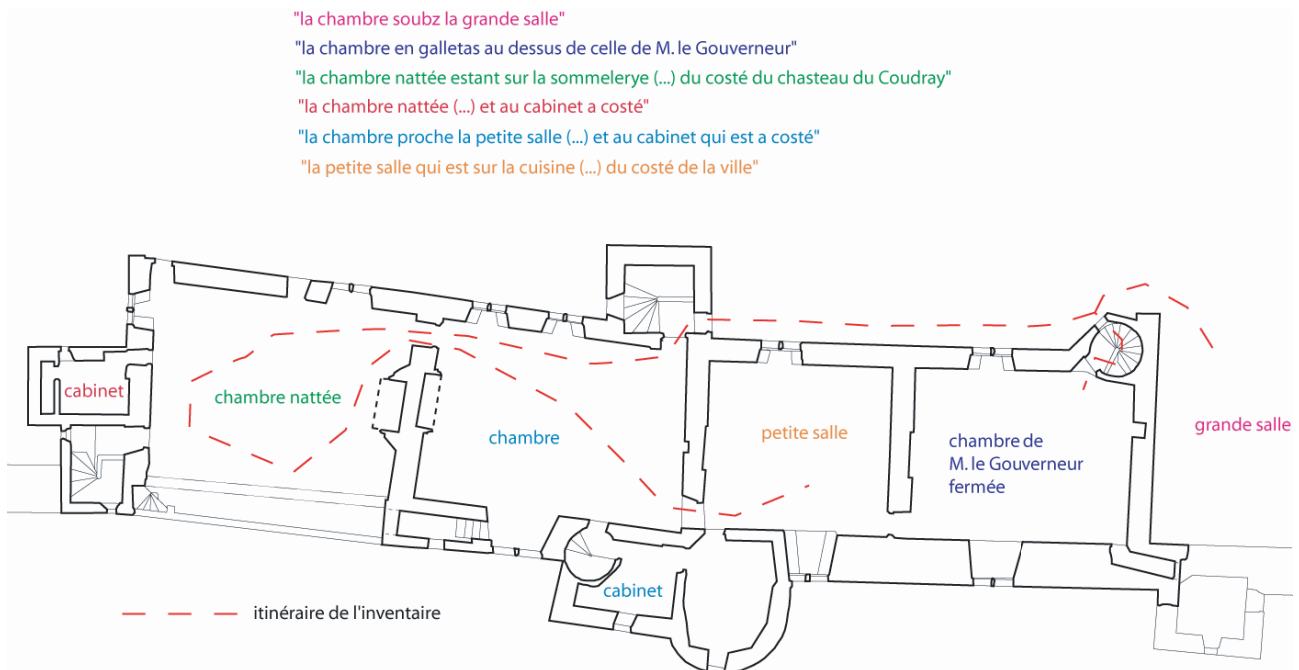 "la chambre soubz la grande salle"
"la chambre en galletas au dessus de celle de M. le Gouverneur"
"la chambre nattée estant sur la sommelerye (...) du costé du chasteau du Coudray"
"la chambre nattée (...) et au cabinet a costé"
"la chambre proche la petite salle (...) et au cabinet qui est a costé"
"la petite salle qui est sur la cuisine (...) du costé de la ville"
cabinet
chambre nattée
chambre
petite salle
chambre de
M. le Gouverneur
fermée
grande salle
cabinet
itinéraire de l'inventaire